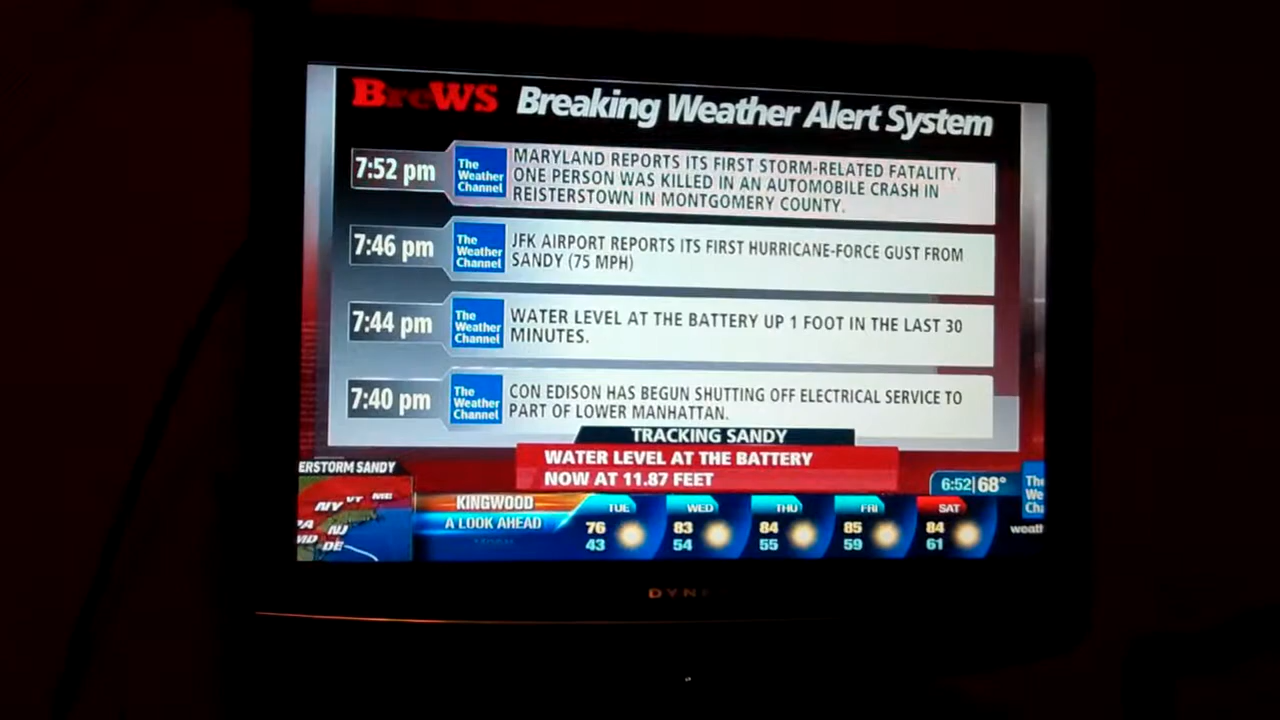 BreWS Breaking Weather Alert System
7:52 pm
The
Weather
Channel
MARYLAND REPORTS ITS FIRST STORM-RELATED FATALITY.
ONE PERSON WAS KILLED IN AN AUTOMOBILE CRASH IN
REISTERSTOWN IN MONTGOMERY COUNTY.
7:46 pm
The
Weather
Channel
JFK AIRPORT REPORTS ITS FIRST HURRICANE-FORCE GUST FROM
SANDY (75 MPH)
7:44 pm
The
Weather
Channel
WATER LEVEL AT THE BATTERY UP 1 FOOT IN THE LAST 30
MINUTES.
7:40 pm
The
Weather
Channel
CON EDISON HAS BEGUN SHUTTING OFF ELECTRICAL SERVICE TO
PART OF LOWER MANHATTAN.
TRACKING SANDY
WATER LEVEL AT THE BATTERY
NOW AT 11.87 FEET
ERSTORM SANDY
NY VT ME
PA NJ
MD DE
6:52 68°
The
We
Cha
weath
KINGWOOD
A LOOK AHEAD
TUE WED THU FRI SAT
76 83 84 85 84
43 54 55 59 61
DYN